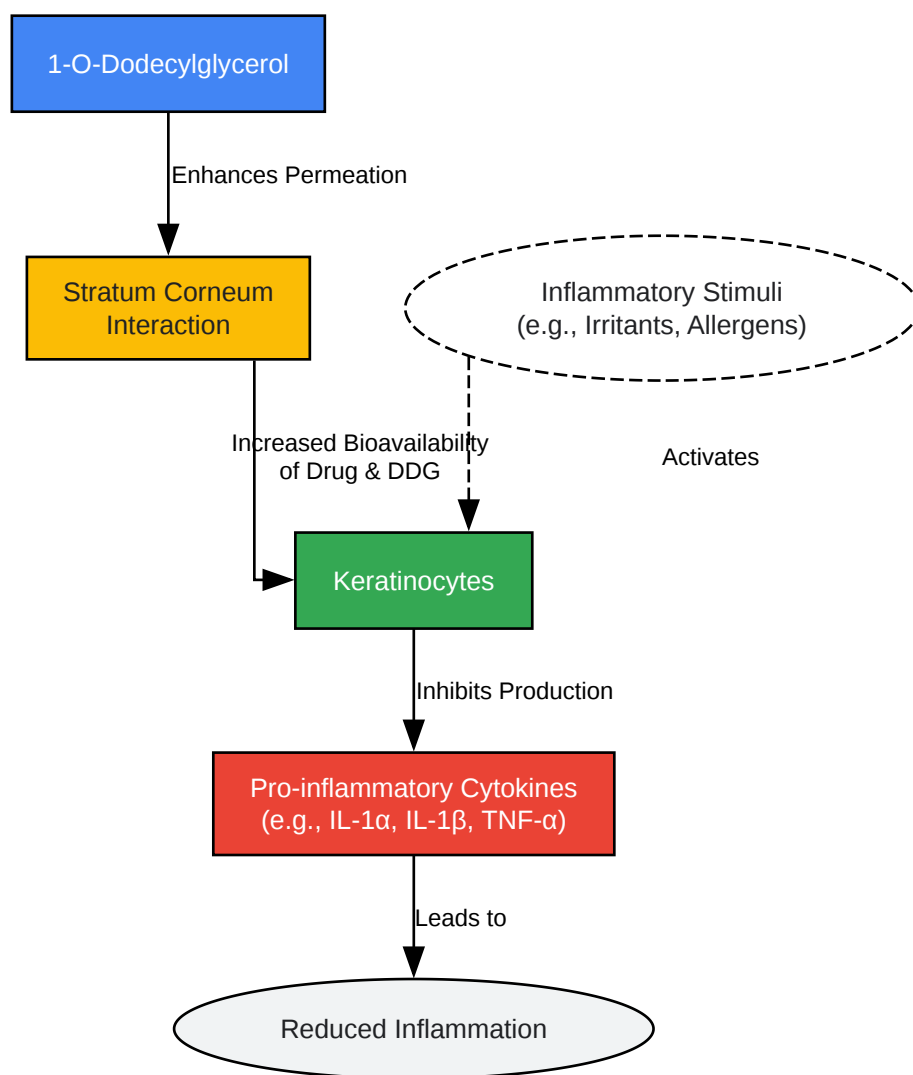 1-O-Dodecylglycerol
Enhances Permeation
Stratum Corneum
Interaction
Inflammatory Stimuli
(e.g., Irritants, Allergens)
Increased Bioavailability
of Drug & DDG
Activates
Keratinocytes
Inhibits Production
Pro-inflammatory Cytokines
(e.g., IL-1α, IL-1β, TNF-α)
Leads to
Reduced Inflammation